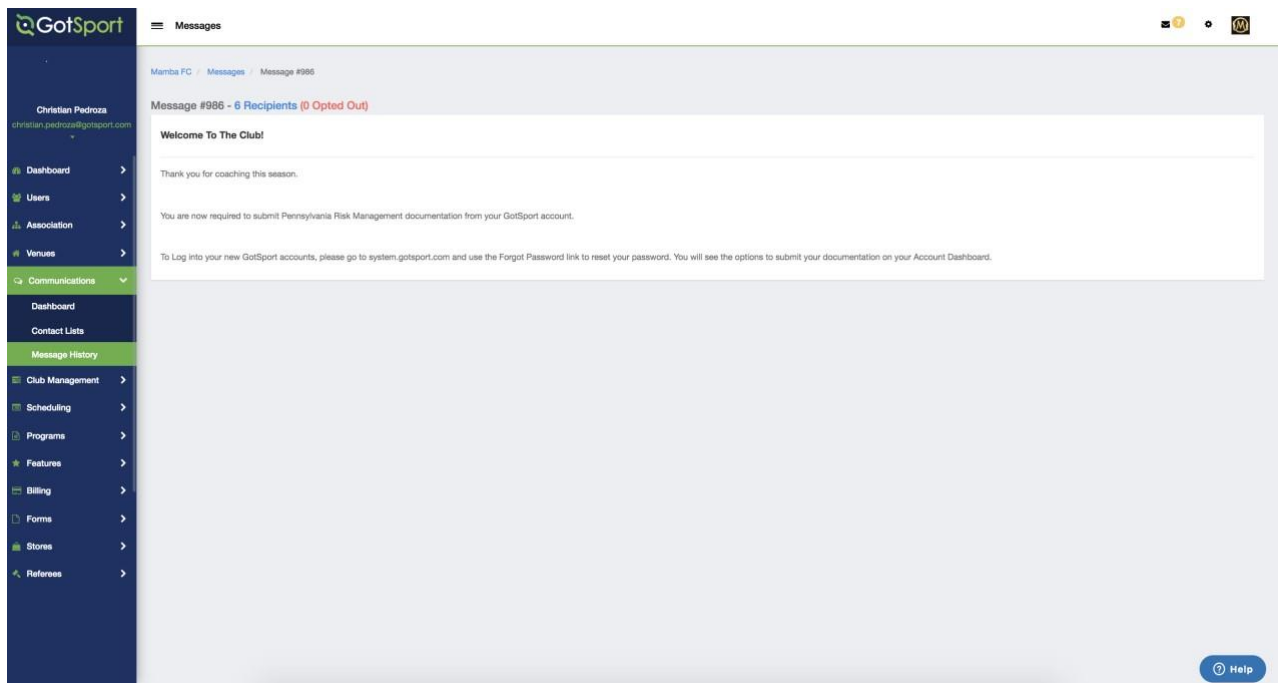 GotSport
Messages
?
M
Christian Pedroza
christian.pedroza@gotsport.com
Mamba FC / Messages / Message #986
Message #986 - 6 Recipients (0 Opted Out)
Welcome To The Club!
Thank you for coaching this season.
You are now required to submit Pennsylvania Risk Management documentation from your GotSport account.
To Log into your new GotSport accounts, please go to system.gotsport.com and use the Forgot Password link to reset your password. You will see the options to submit your documentation on your Account Dashboard.
Dashboard
Users
Association
Venues
Communications
Dashboard
Contact Lists
Message History
Club Management
Scheduling
Programs
Features
Billing
Forms
Stores
Referees
? Help